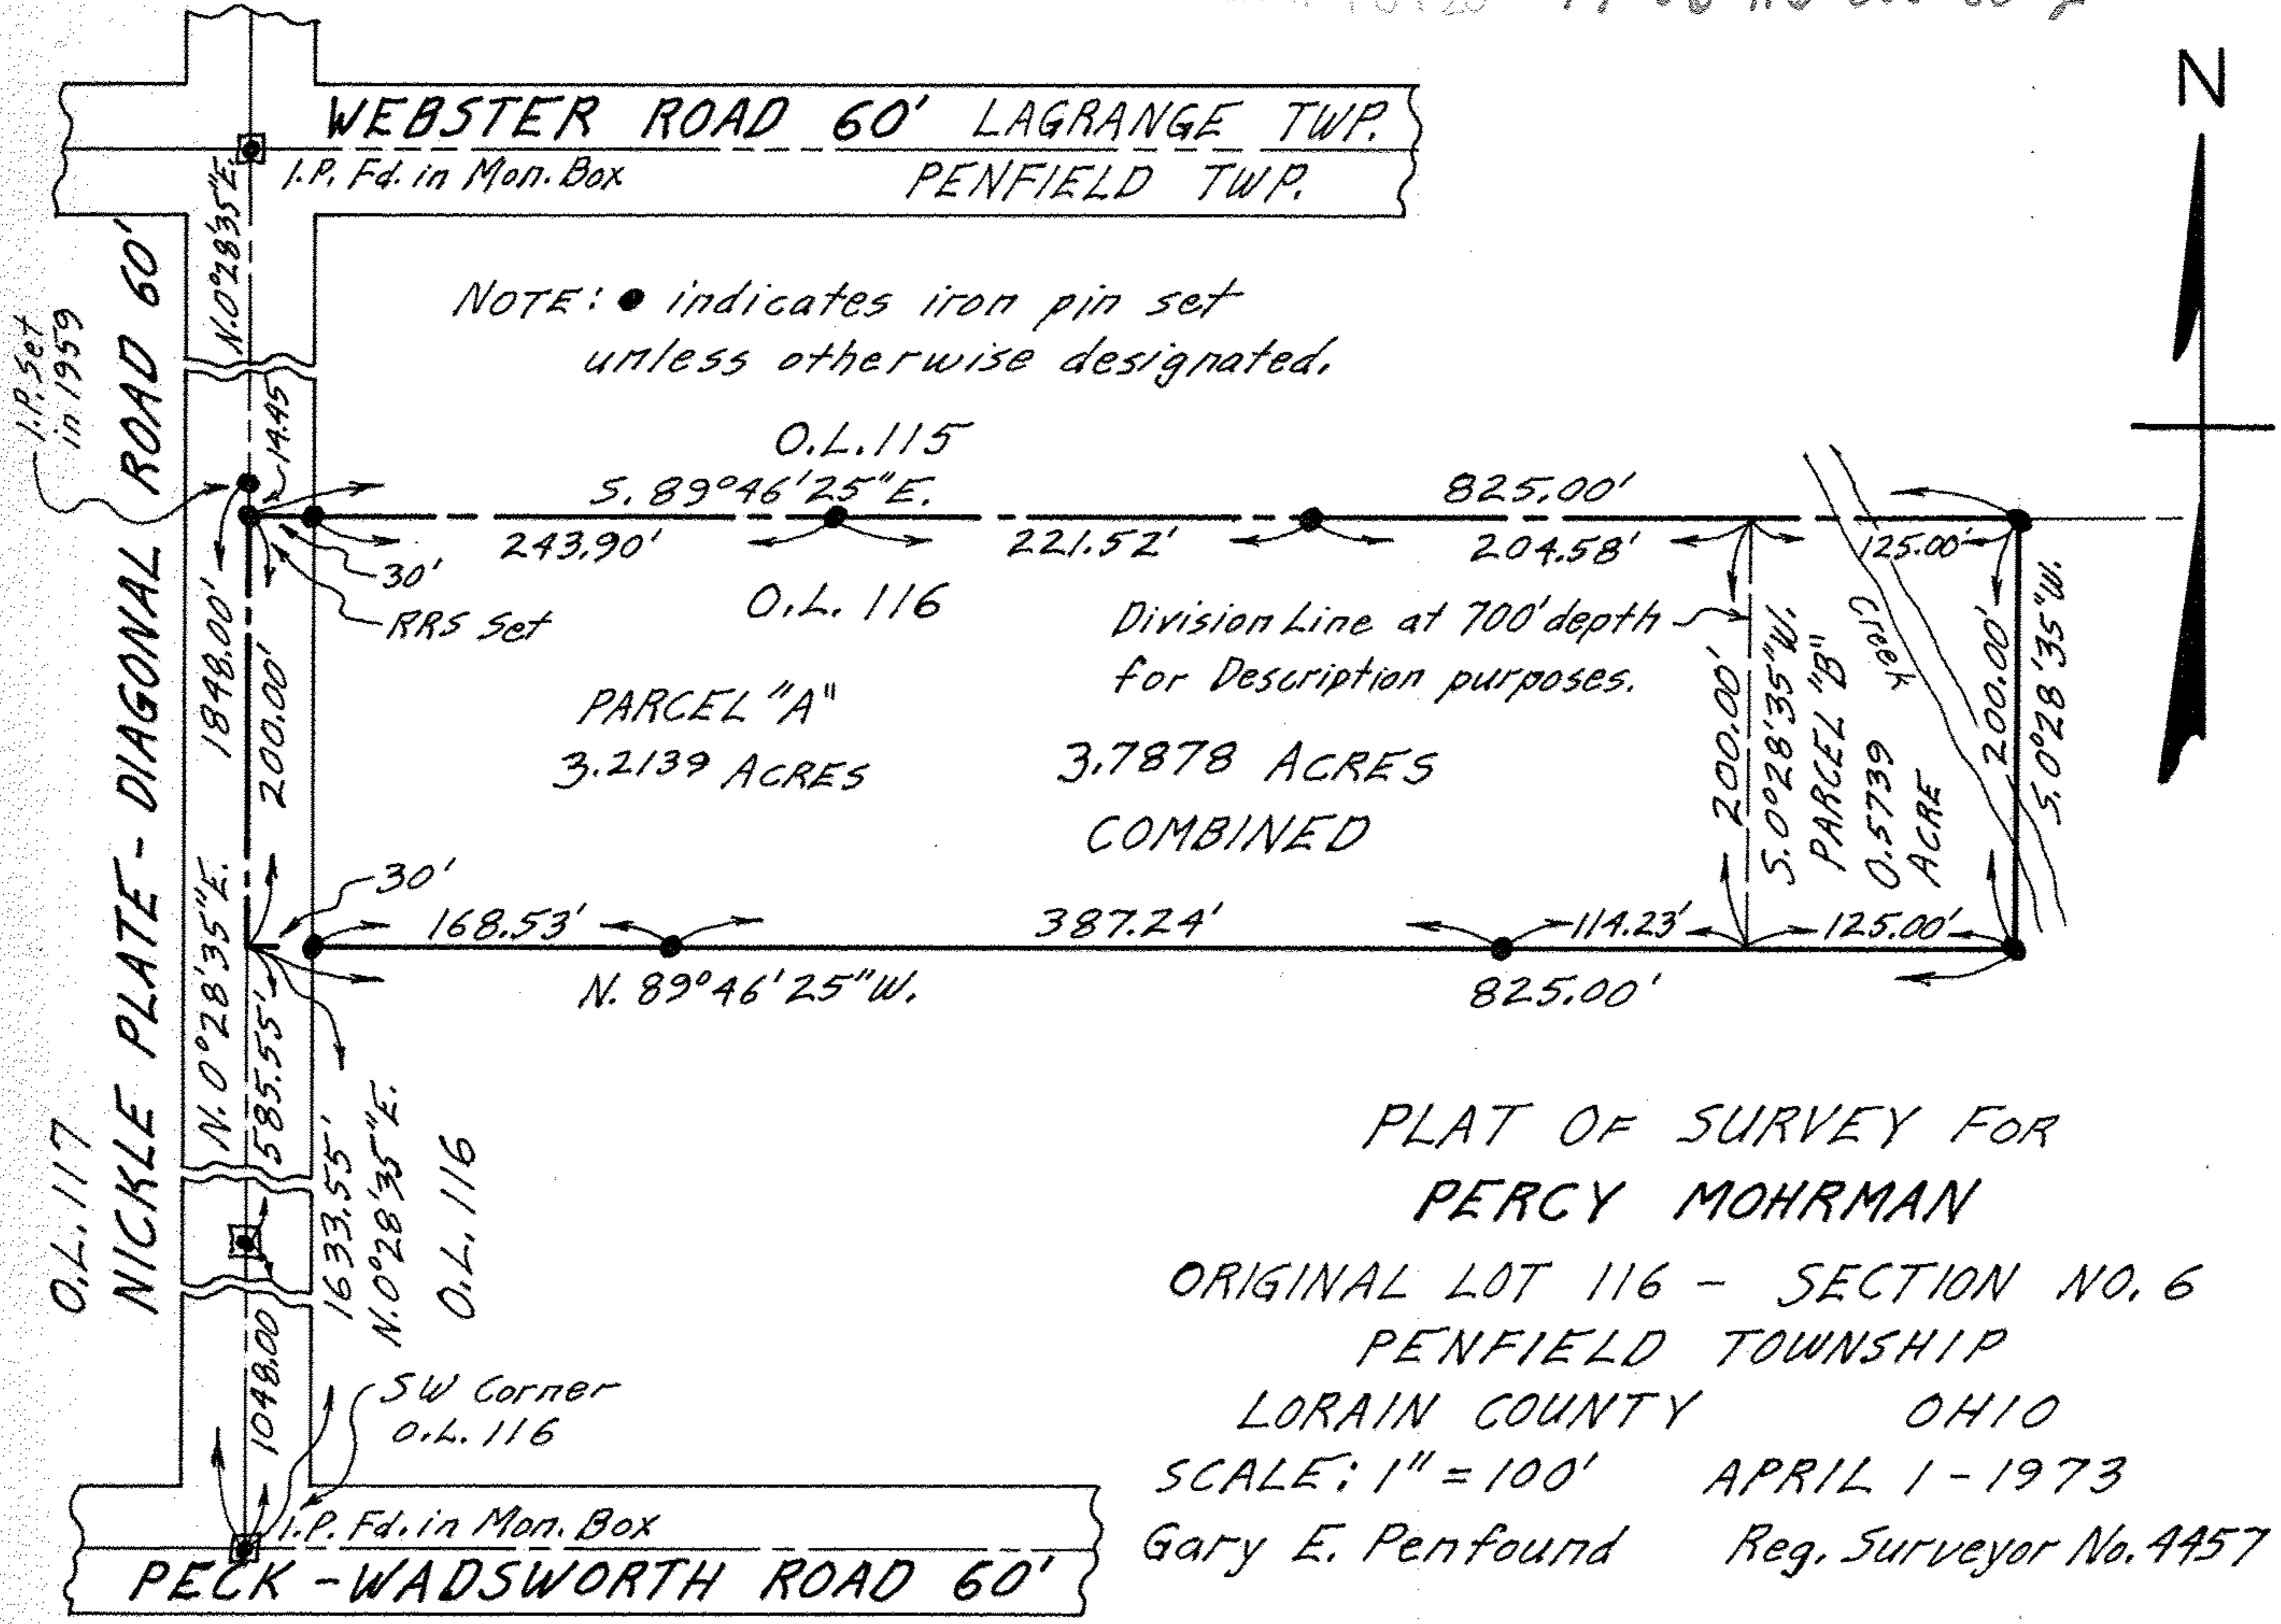 N
WEBSTER ROAD 60' LAGRANGE TWP.
I.P. Fd. in Mon. Box PENFIELD TWP.
N.0°28'35"E.
NOTE: ● indicates iron pin set
unless otherwise designated.
I.P. Set
in 1959
NICKLE PLATE - DIAGONAL ROAD 60'
O.L. 117
14.45
O.L. 115
S. 89°46'25"E. 825.00'
243.90' 221.52' 204.58' 125.00'
30'
RRS Set
O.L. 116
Division Line at 700' depth
for Description purposes.
1848.00'
200.00'
N. 0°28'35"E.
PARCEL "A"
3.2139 ACRES
3.7878 ACRES
COMBINED
200.00'
S. 0°28'35"W.
PARCEL "B"
0.5739
ACRE
Creek
200.00'
S. 0°28'35"W.
30'
168.53' 387.24' 114.23' 125.00'
N. 89°46'25"W. 825.00'
585.55'
1633.55'
N.0°28'35"E.
O.L. 116
1048.00
SW Corner
O.L. 116
I.P. Fd. in Mon. Box
PECK - WADSWORTH ROAD 60'
PLAT OF SURVEY FOR
PERCY MOHRMAN
ORIGINAL LOT 116 - SECTION NO. 6
PENFIELD TOWNSHIP
LORAIN COUNTY OHIO
SCALE: 1" = 100' APRIL 1 - 1973
Gary E. Penfound Reg. Surveyor No. 4457